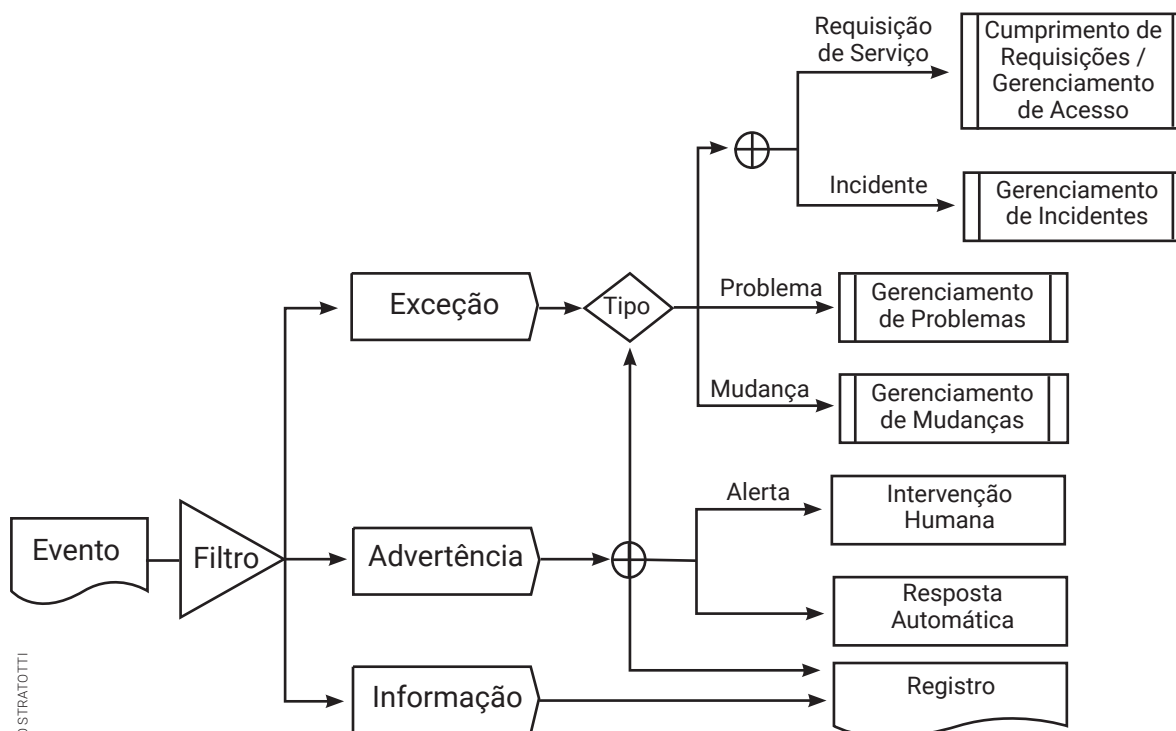 Requisição
de Serviço
Cumprimento de
Requisições /
Gerenciamento
de Acesso
Incidente
Gerenciamento
de Incidentes
Exceção
Tipo
Problema
Gerenciamento
de Problemas
Mudança
Gerenciamento
de Mudanças
Evento
Filtro
Advertência
Alerta
Intervenção
Humana
Resposta
Automática
Informação
Registro
STRATOTTI